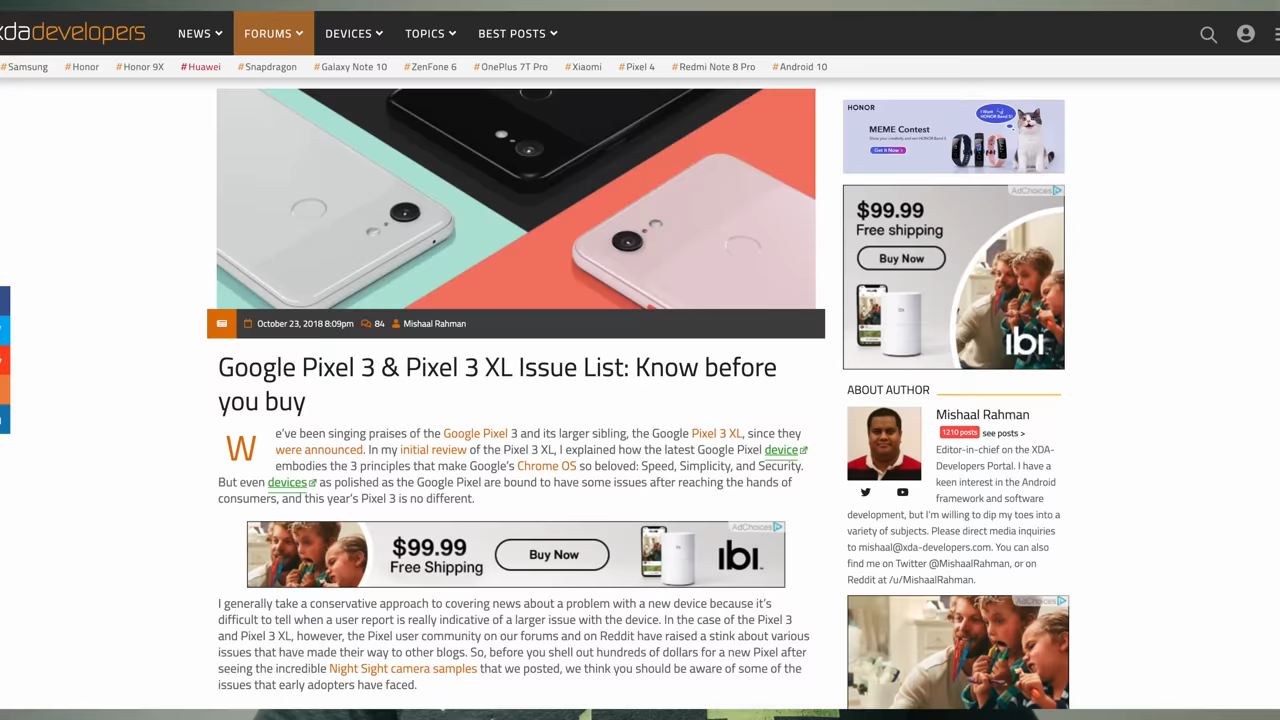 xdadevelopers
NEWS FORUMS DEVICES TOPICS BEST POSTS
#Samsung #Honor #Honor 9X #Huawei #Snapdragon #Galaxy Note 10 #ZenFone 6 #OnePlus 7T Pro #Xiaomi #Pixel 4 #Redmi Note 8 Pro #Android 10
October 23, 2018 8:09pm 84 Mishaal Rahman
Google Pixel 3 & Pixel 3 XL Issue List: Know before
you buy
We've been singing praises of the Google Pixel 3 and its larger sibling, the Google Pixel 3 XL, since they
were announced. In my initial review of the Pixel 3 XL, I explained how the latest Google Pixel device
embodies the 3 principles that make Google's Chrome OS so beloved: Speed, Simplicity, and Security.
But even devices as polished as the Google Pixel are bound to have some issues after reaching the hands of
consumers, and this year's Pixel 3 is no different.
AdChoices
$99.99
Free Shipping
Buy Now
ibi
I generally take a conservative approach to covering news about a problem with a new device because it's
difficult to tell when a user report is really indicative of a larger issue with the device. In the case of the Pixel 3
and Pixel 3 XL, however, the Pixel user community on our forums and on Reddit have raised a stink about various
issues that have made their way to other blogs. So, before you shell out hundreds of dollars for a new Pixel after
seeing the incredible Night Sight camera samples that we posted, we think you should be aware of some of the
issues that early adopters have faced.
HONOR
I Want
HONOR Band 5!
MEME Contest
Show your creativity and win HONOR Band 5
Get It Now >
AdChoices
$99.99
Free shipping
Buy Now
ibi
ABOUT AUTHOR
Mishaal Rahman
1210 posts see posts >
Editor-in-chief on the XDA-
Developers Portal. I have a
keen interest in the Android
framework and software
development, but I'm willing to dip my toes into a
variety of subjects. Please direct media inquiries
to mishaal@xda-developers.com. You can also
find me on Twitter @MishaalRahman, or on
Reddit at /u/MishaalRahman.
AdChoices